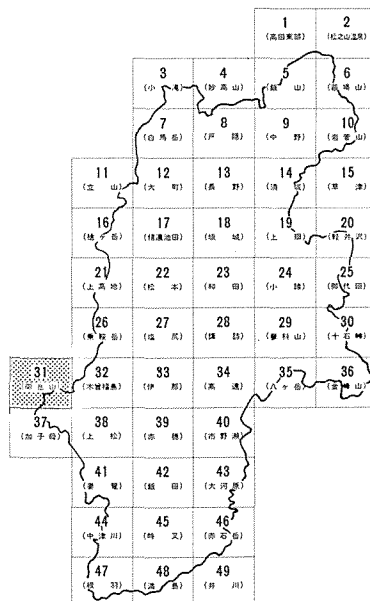 1 2
(高田東部) (松之山温泉)
3 4 5 6
(小滝) (妙高山) (飯山) (苗場山)
7 8 9 10
(白馬岳) (戸隠) (中野) (岩菅山)
11 12 13 14 15
(立山) (大町) (長野) (須坂) (草津)
16 17 18 19 20
(槍ヶ岳) (信濃池田) (坂城) (上田) (軽井沢)
21 22 23 24 25
(上高地) (松本) (和田) (小諸) (御代田)
26 27 28 29 30
(乗鞍岳) (塩尻) (諏訪) (蓼科山) (十石峠)
31 32 33 34 35 36
(御岳山) (木曽福島) (伊那) (高遠) (八ヶ岳) (金峰山)
37 38 39 40
(加子母) (上松) (赤穂) (市野瀬)
41 42 43
(妻籠) (飯田) (大河原)
44 45 46
(中津川) (時又) (赤石岳)
47 48 49
(根羽) (満島) (井川)